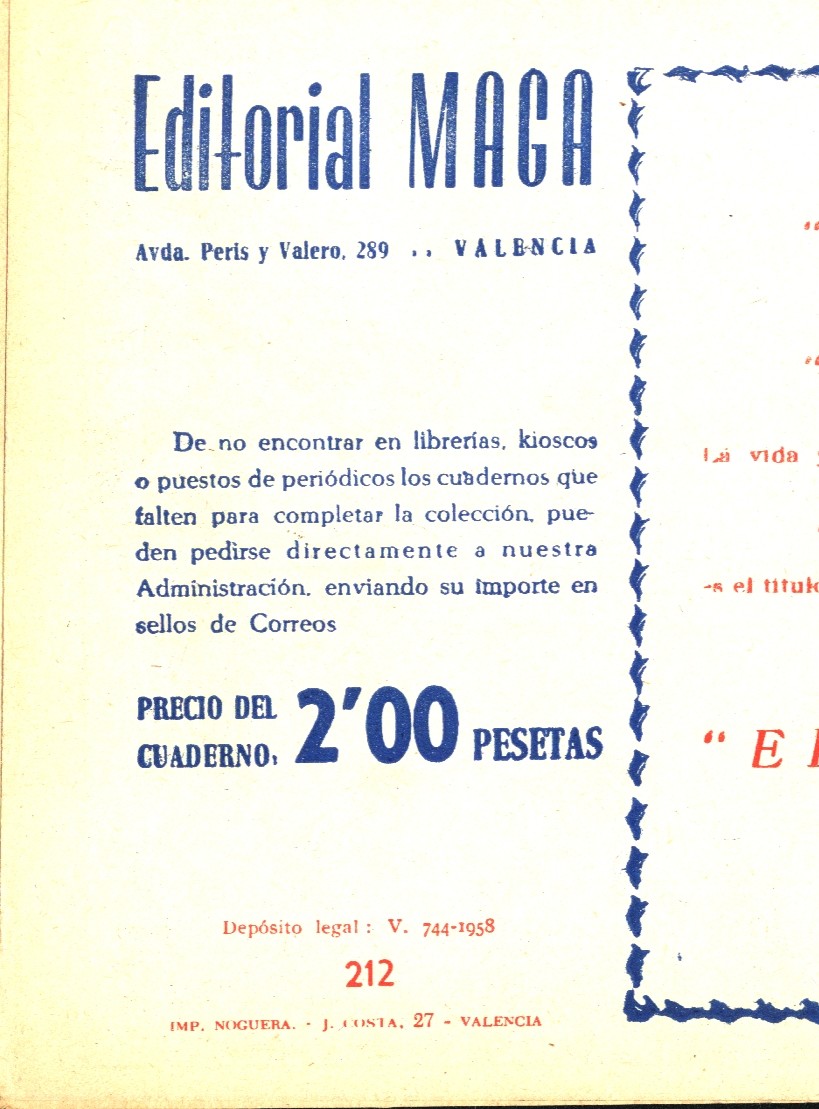 Editorial MAGA
Avda. Peris y Valero, 289 .. VALENCIA
De no encontrar en librerías, kioscos
o puestos de periódicos los cuadernos que
falten para completar la colección, pue-
den pedirse directamente a nuestra
Administración, enviando su importe en
sellos de Correos
PRECIO DEL
CUADERNO: 2'00 PESETAS
Depósito legal: V. 744-1958
212
IMP. NOGUERA. - J. COSTA, 27 - VALENCIA
"
"
La vida
es el títul
" E